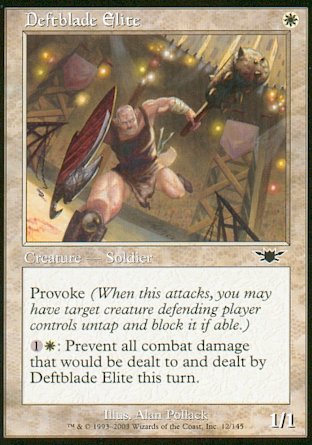 Deftblade Elite
Creature — Soldier
Provoke (When this attacks, you may
have target creature defending player
controls untap and block it if able.)
1 : Prevent all combat damage
that would be dealt to and dealt by
Deftblade Elite this turn.
1/1
Illus. Alan Pollack
™ & © 1993-2003 Wizards of the Coast, Inc. 12/145